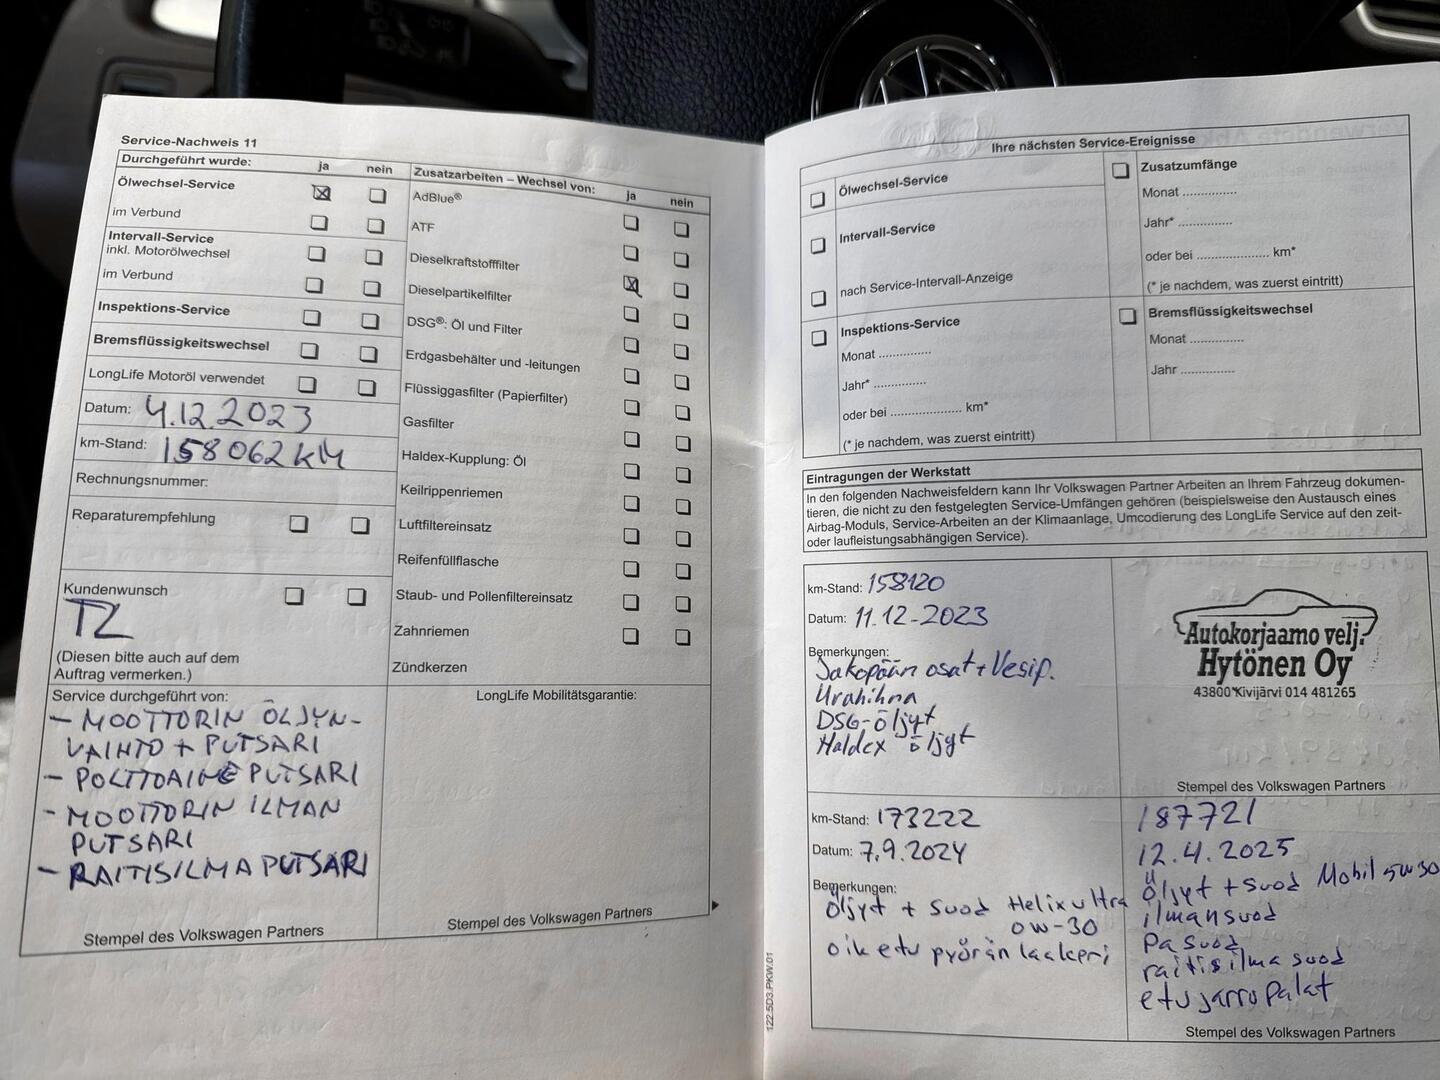 Service-Nachweis 11
Durchgeführt wurde: ja nein
Ölwechsel-Service
im Verbund
Intervall-Service
inkl. Motorölwechsel
im Verbund
Inspektions-Service
Bremsflüssigkeitswechsel
LongLife Motoröl verwendet
Datum: 4.12.2023
km-Stand: 158062 KM
Rechnungsnummer:
Reparaturempfehlung
Kundenwunsch
TL
(Diesen bitte auch auf dem
Auftrag vermerken.)
Service durchgeführt von:
- MOOTTORIN ÖLJYN-
VAIHTO + PUTSARI
- POLTTOAINE PUTSARI
- MOOTTORIN ILMAN
PUTSARI
- RAITISILMA PUTSARI
Stempel des Volkswagen Partners
Zusatzarbeiten – Wechsel von: ja nein
AdBlue®
ATF
Dieselkraftstofffilter
Dieselpartikelfilter
DSG®: Öl und Filter
Erdgasbehälter und -leitungen
Flüssiggasfilter (Papierfilter)
Gasfilter
Haldex-Kupplung: Öl
Keilrippenriemen
Luftfiltereinsatz
Reifenfüllflasche
Staub- und Pollenfiltereinsatz
Zahnriemen
Zündkerzen
LongLife Mobilitätsgarantie:
Stempel des Volkswagen Partners
Ihre nächsten Service-Ereignisse
Ölwechsel-Service
Intervall-Service
nach Service-Intervall-Anzeige
Inspektions-Service
Monat ...............
Jahr* ...............
oder bei .................... km*
(* je nachdem, was zuerst eintritt)
Zusatzumfänge
Monat ...............
Jahr* ...............
oder bei .................... km*
(* je nachdem, was zuerst eintritt)
Bremsflüssigkeitswechsel
Monat ...............
Jahr ...............
Eintragungen der Werkstatt
In den folgenden Nachweisfeldern kann Ihr Volkswagen Partner Arbeiten an Ihrem Fahrzeug dokumen-
tieren, die nicht zu den festgelegten Service-Umfängen gehören (beispielsweise den Austausch eines
Airbag-Moduls, Service-Arbeiten an der Klimaanlage, Umcodierung des LongLife Service auf den zeit-
oder laufleistungsabhängigen Service).
km-Stand: 158120
Datum: 11.12-2023
Bemerkungen:
Jakopään osat + Vesip.
Urahihna
DSG-öljyt
Haldex öljyt
Autokorjaamo velj.
Hytönen Oy
43800 Kivijärvi 014 481265
Stempel des Volkswagen Partners
km-Stand: 173222
Datum: 7.9.2024
Bemerkungen:
Öljyt + suod Helix ultra
0w-30
oik etu pyörän laakeri
187721
12.4.2025
Öljyt + suod Mobil 5w30
ilmansuod
Pa suod
raitisilma suod
etujarrupalat
Stempel des Volkswagen Partners
122.5D3.PKW.01